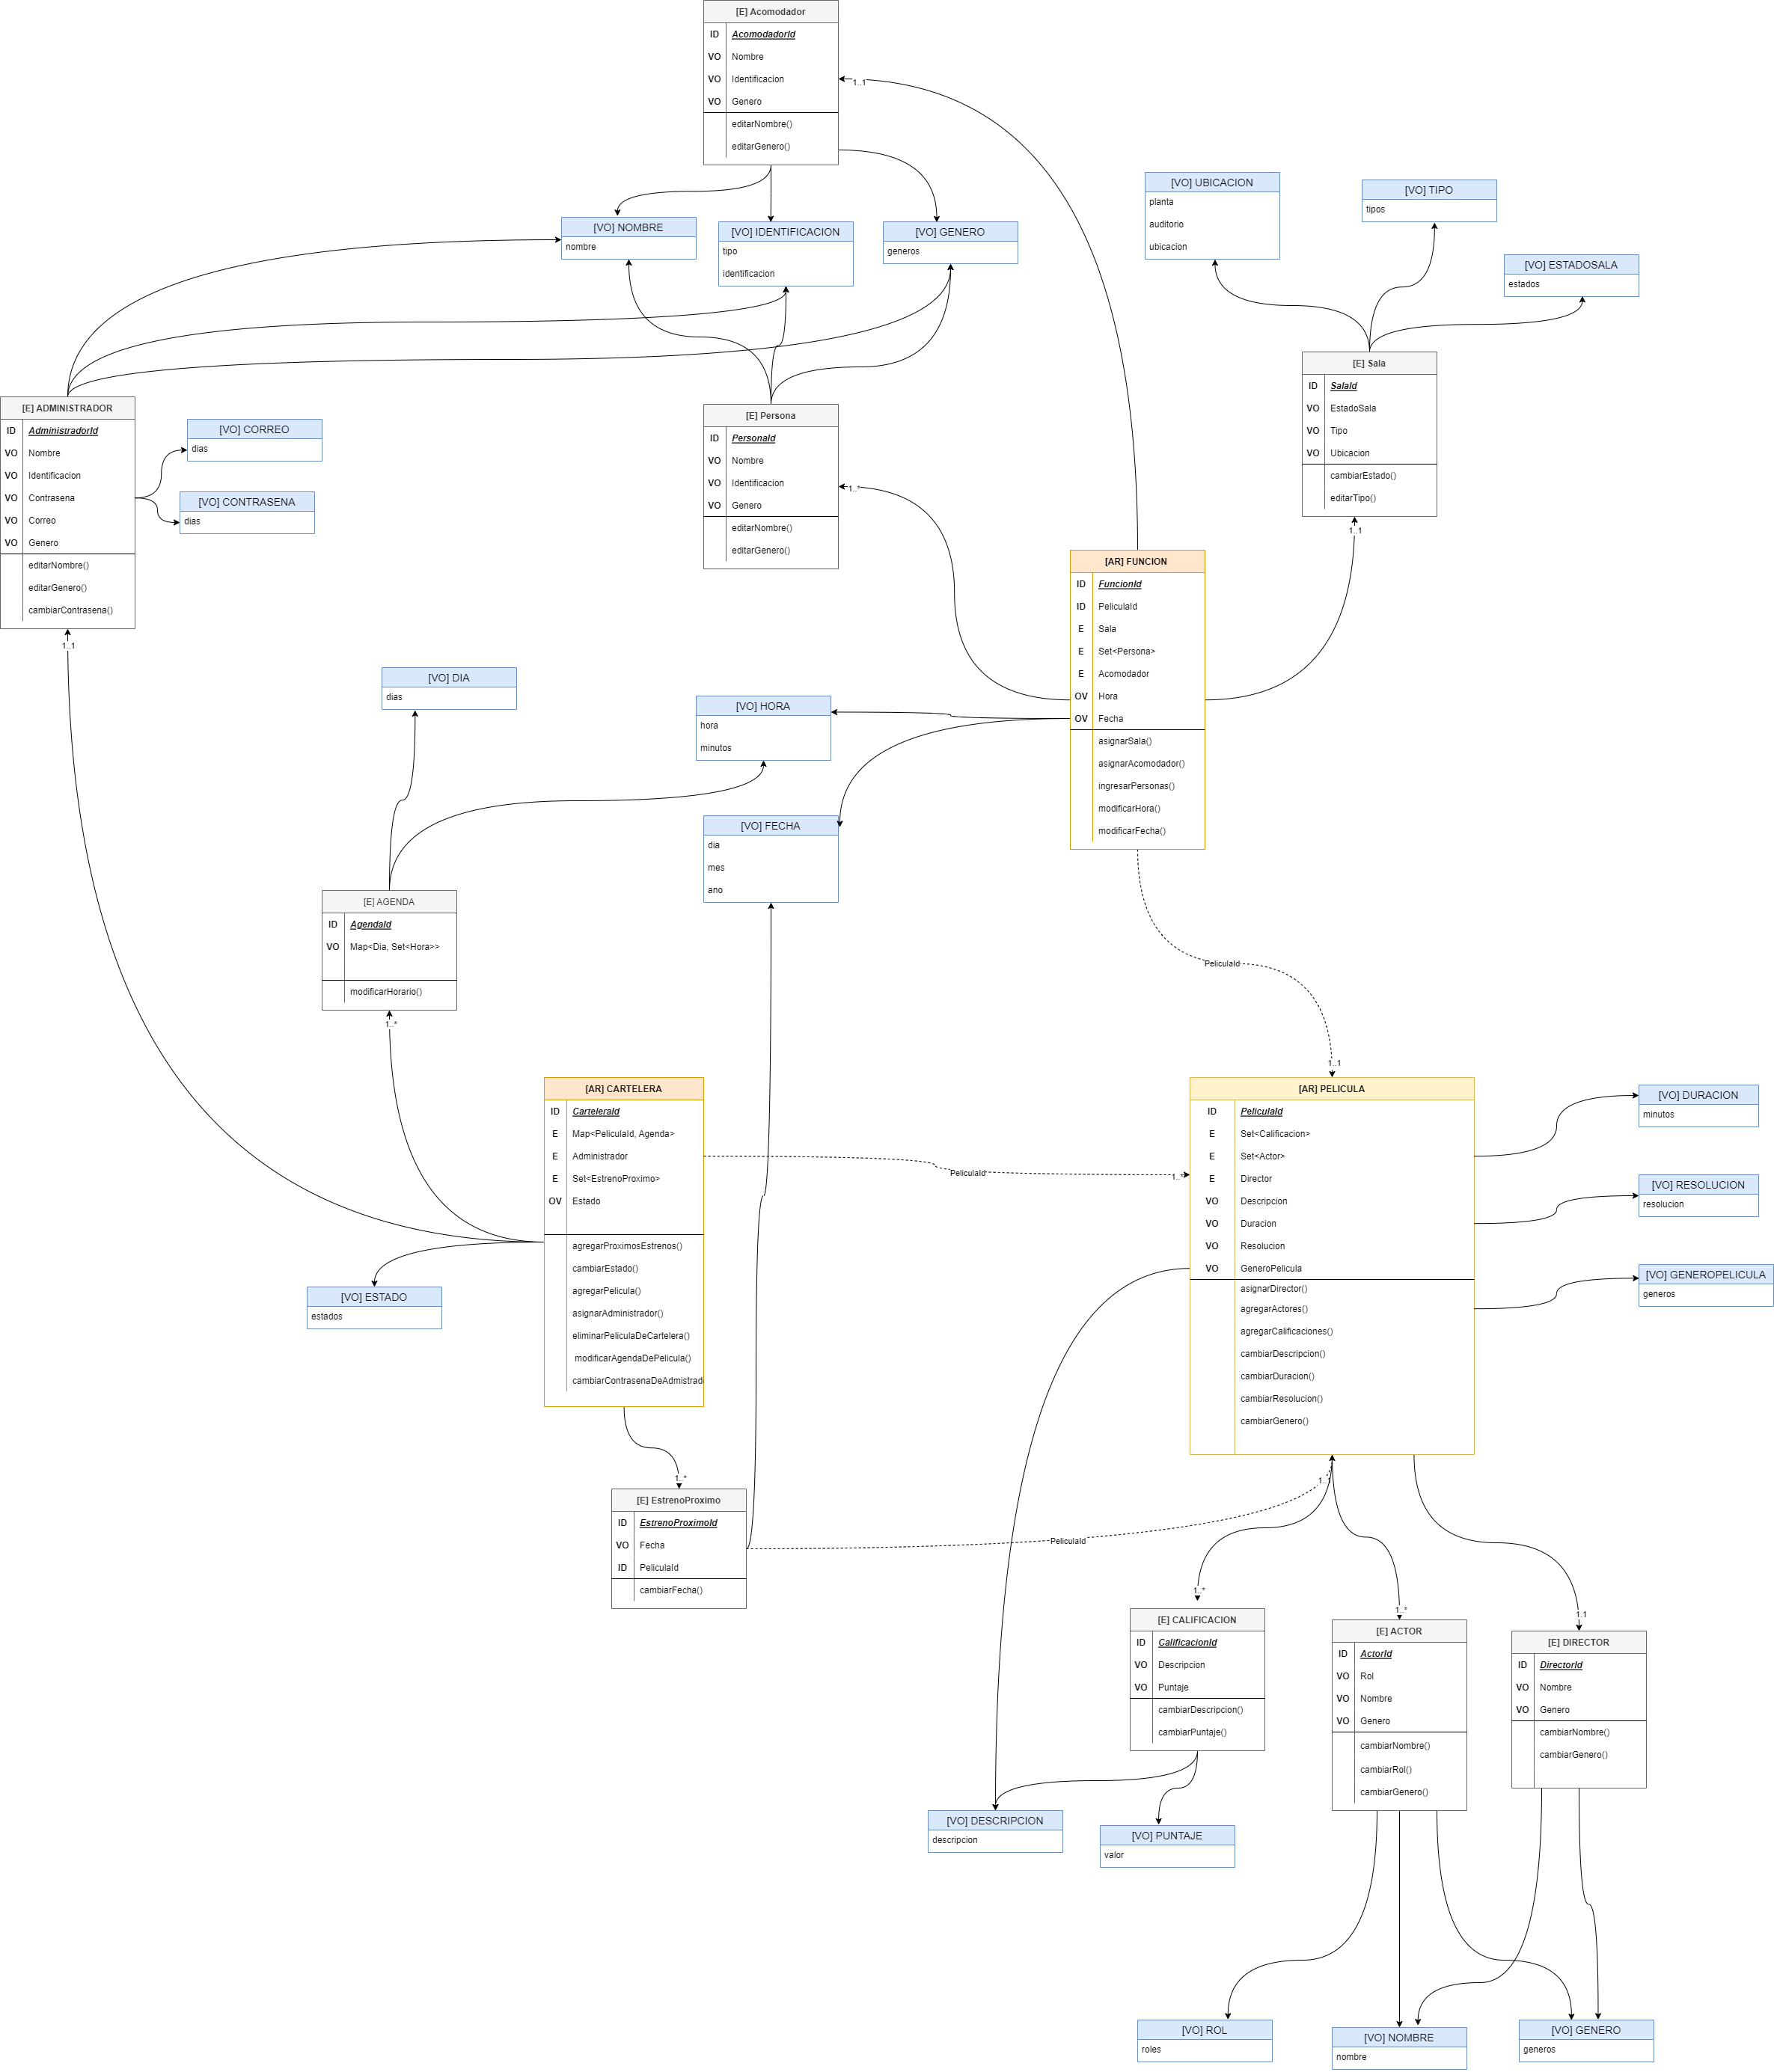 [E] Acomodador
ID AcomodadorId
VO Nombre
VO Identificacion
VO Genero
editarNombre()
editarGenero()
1..1
[VO] NOMBRE
nombre
[VO] IDENTIFICACION
tipo
identificacion
[VO] GENERO
generos
[VO] UBICACION
planta
auditorio
ubicacion
[VO] TIPO
tipos
[VO] ESTADOSALA
estados
[E] Sala
ID SalaId
VO EstadoSala
VO Tipo
VO Ubicacion
cambiarEstado()
editarTipo()
1..1
[E] ADMINISTRADOR
ID AdministradorId
VO Nombre
VO Identificacion
VO Contrasena
VO Correo
VO Genero
editarNombre()
editarGenero()
cambiarContrasena()
1..1
[VO] CORREO
dias
[VO] CONTRASENA
dias
[E] Persona
ID PersonaId
VO Nombre
VO Identificacion
VO Genero
editarNombre()
editarGenero()
1..*
[AR] FUNCION
ID FuncionId
ID PeliculaId
E Sala
E Set<Persona>
E Acomodador
OV Hora
OV Fecha
asignarSala()
asignarAcomodador()
ingresarPersonas()
modificarHora()
modificarFecha()
[VO] DIA
dias
[VO] HORA
hora
minutos
[VO] FECHA
dia
mes
ano
[E] AGENDA
ID AgendaId
VO Map<Dia, Set<Hora>>
modificarHorario()
1..*
PeliculaId
1..1
[AR] CARTELERA
ID CarteleraId
E Map<PeliculaId, Agenda>
E Administrador
E Set<EstrenoProximo>
OV Estado
agregarProximosEstrenos()
cambiarEstado()
agregarPelicula()
asignarAdministrador()
eliminarPeliculaDeCartelera()
modificarAgendaDePelicula()
cambiarContrasenaDeAdmistrad
PeliculaId
1..*
[VO] ESTADO
estados
[AR] PELICULA
ID PeliculaId
E Set<Calificacion>
E Set<Actor>
E Director
VO Descripcion
VO Duracion
VO Resolucion
VO GeneroPelicula
asignarDirector()
agregarActores()
agregarCalificaciones()
cambiarDescripcion()
cambiarDuracion()
cambiarResolucion()
cambiarGenero()
[VO] DURACION
minutos
[VO] RESOLUCION
resolucion
[VO] GENEROPELICULA
generos
1..*
[E] EstrenoProximo
ID EstrenoProximoId
VO Fecha
ID PeliculaId
cambiarFecha()
PeliculaId
1..1
1..*
[E] CALIFICACION
ID CalificacionId
VO Descripcion
VO Puntaje
cambiarDescripcion()
cambiarPuntaje()
1..*
[E] ACTOR
ID ActorId
VO Rol
VO Nombre
VO Genero
cambiarNombre()
cambiarRol()
cambiarGenero()
1.1
[E] DIRECTOR
ID DirectorId
VO Nombre
VO Genero
cambiarNombre()
cambiarGenero()
[VO] DESCRIPCION
descripcion
[VO] PUNTAJE
valor
[VO] ROL
roles
[VO] NOMBRE
nombre
[VO] GENERO
generos